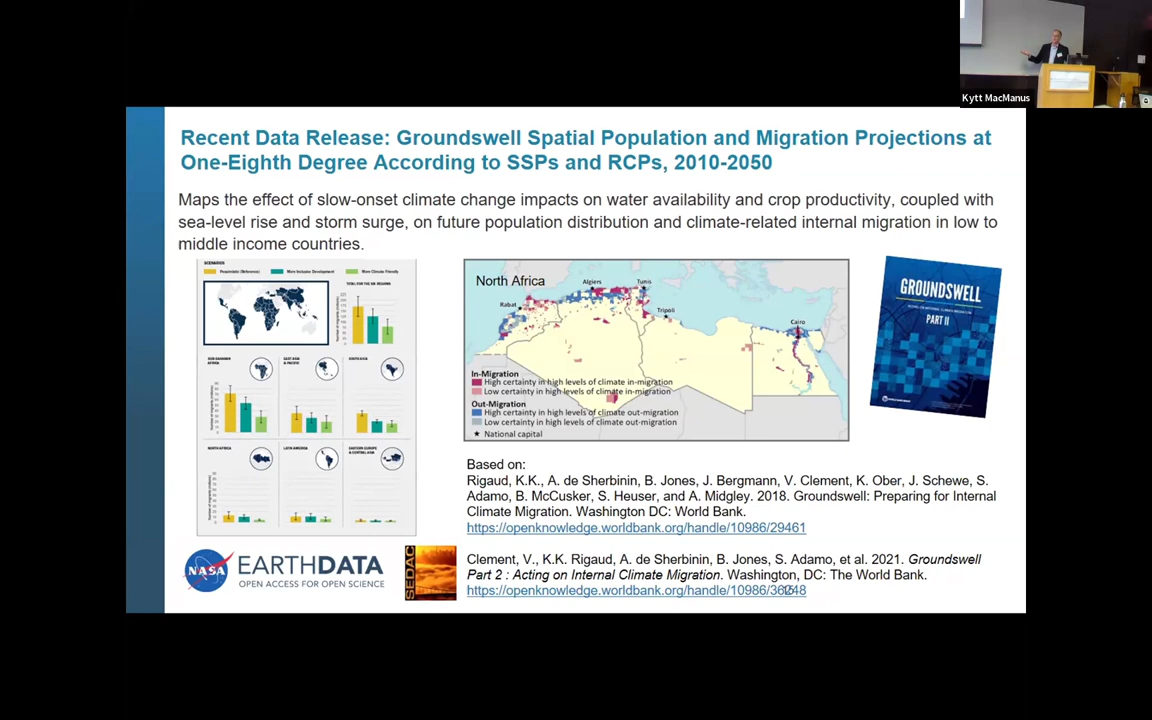 Kytt MacManus
Recent Data Release: Groundswell Spatial Population and Migration Projections at
One-Eighth Degree According to SSPs and RCPs, 2010-2050
Maps the effect of slow-onset climate change impacts on water availability and crop productivity, coupled with
sea-level rise and storm surge, on future population distribution and climate-related internal migration in low to
middle income countries.
SCENARIOS
Pessimistic (Reference) More Inclusive Development More Climate Friendly
TOTAL FOR THE SIX REGIONS
SUB-SAHARAN
AFRICA
EAST ASIA
& PACIFIC
SOUTH ASIA
NORTH AFRICA
LATIN AMERICA
EASTERN EUROPE
& CENTRAL ASIA
North Africa
Algiers
Tunis
Rabat
Tripoli
Cairo
In-Migration
High certainty in high levels of climate in-migration
Low certainty in high levels of climate in-migration
Out-Migration
High certainty in high levels of climate out-migration
Low certainty in high levels of climate out-migration
★ National capital
GROUNDSWELL
PART II
Based on:
Rigaud, K.K., A. de Sherbinin, B. Jones, J. Bergmann, V. Clement, K. Ober, J. Schewe, S.
Adamo, B. McCusker, S. Heuser, and A. Midgley. 2018. Groundswell: Preparing for Internal
Climate Migration. Washington DC: World Bank.
https://openknowledge.worldbank.org/handle/10986/29461
Clement, V., K.K. Rigaud, A. de Sherbinin, B. Jones, S. Adamo, et al. 2021. Groundswell
Part 2 : Acting on Internal Climate Migration. Washington, DC: The World Bank.
https://openknowledge.worldbank.org/handle/10986/36248
NASA
EARTHDATA
OPEN ACCESS FOR OPEN SCIENCE
SEDAC